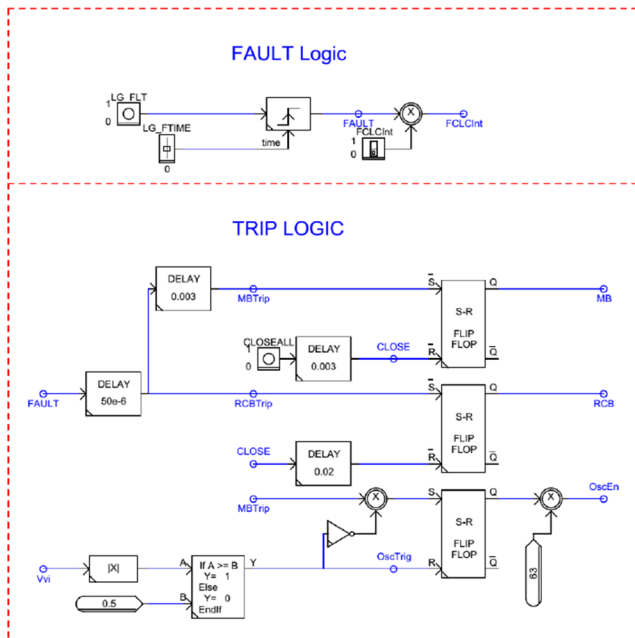 FAULT Logic
LG_FLT
1
0
LG_FTIME
0
time
FAULT
FCLCInt
1
0
X
FCLCInt
TRIP LOGIC
DELAY
0.003
MBTrip
S
Q
S-R
FLIP
FLOP
MB
CLOSEALL
1
0
DELAY
0.003
CLOSE
R
Q
FAULT
DELAY
50e-6
RCBTrip
S
Q
S-R
FLIP
FLOP
RCB
CLOSE
DELAY
0.02
R
Q
MBTrip
X
S
Q
S-R
FLIP
FLOP
X
OscEn
Vvi
|X|
A
If A >= B
Y= 1
Else
Y= 0
EndIf
Y
OscTrig
R
Q
63
0.5
B